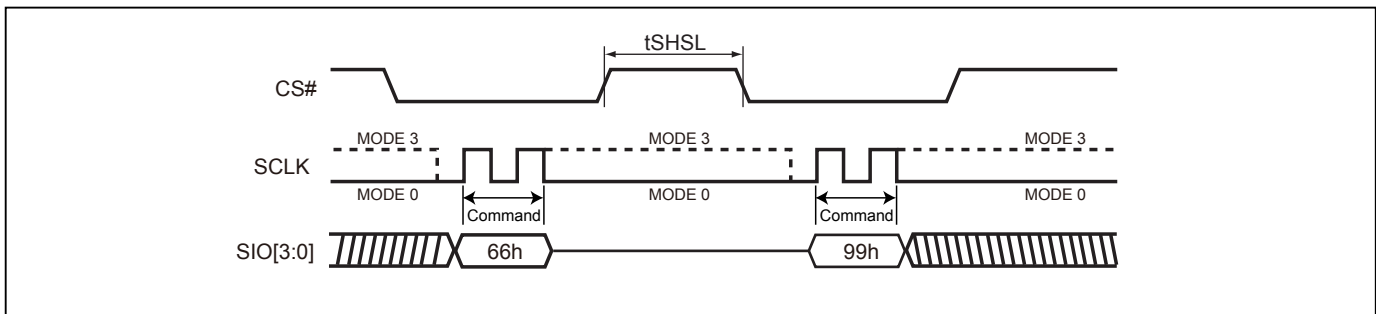 tSHSL
CS#
MODE 3 MODE 3 MODE 3
SCLK
MODE 0 MODE 0 MODE 0
Command Command
SIO[3:0] 66h 99h